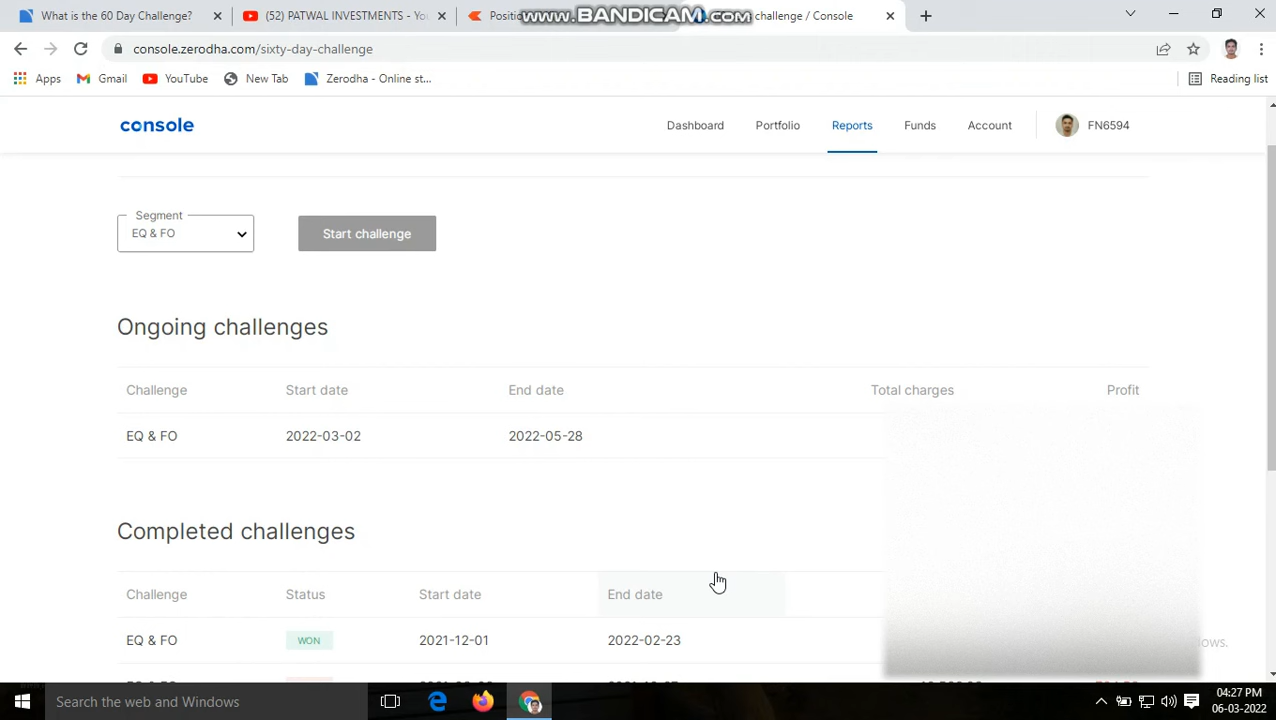 What is the 60 Day Challenge?
(52) PATWAL INVESTMENTS - Yo
Positi
www.BANDICAM.com
challenge / Console
console.zerodha.com/sixty-day-challenge
Apps
Gmail
YouTube
New Tab
Zerodha - Online st...
Reading list
console
Dashboard
Portfolio
Reports
Funds
Account
FN6594
Segment
EQ & FO
Start challenge
Ongoing challenges
Challenge Start date End date Total charges Profit
EQ & FO 2022-03-02 2022-05-28
Completed challenges
Challenge Status Start date End date
EQ & FO WON 2021-12-01 2022-02-23
ows.
Search the web and Windows
04:27 PM
06-03-2022